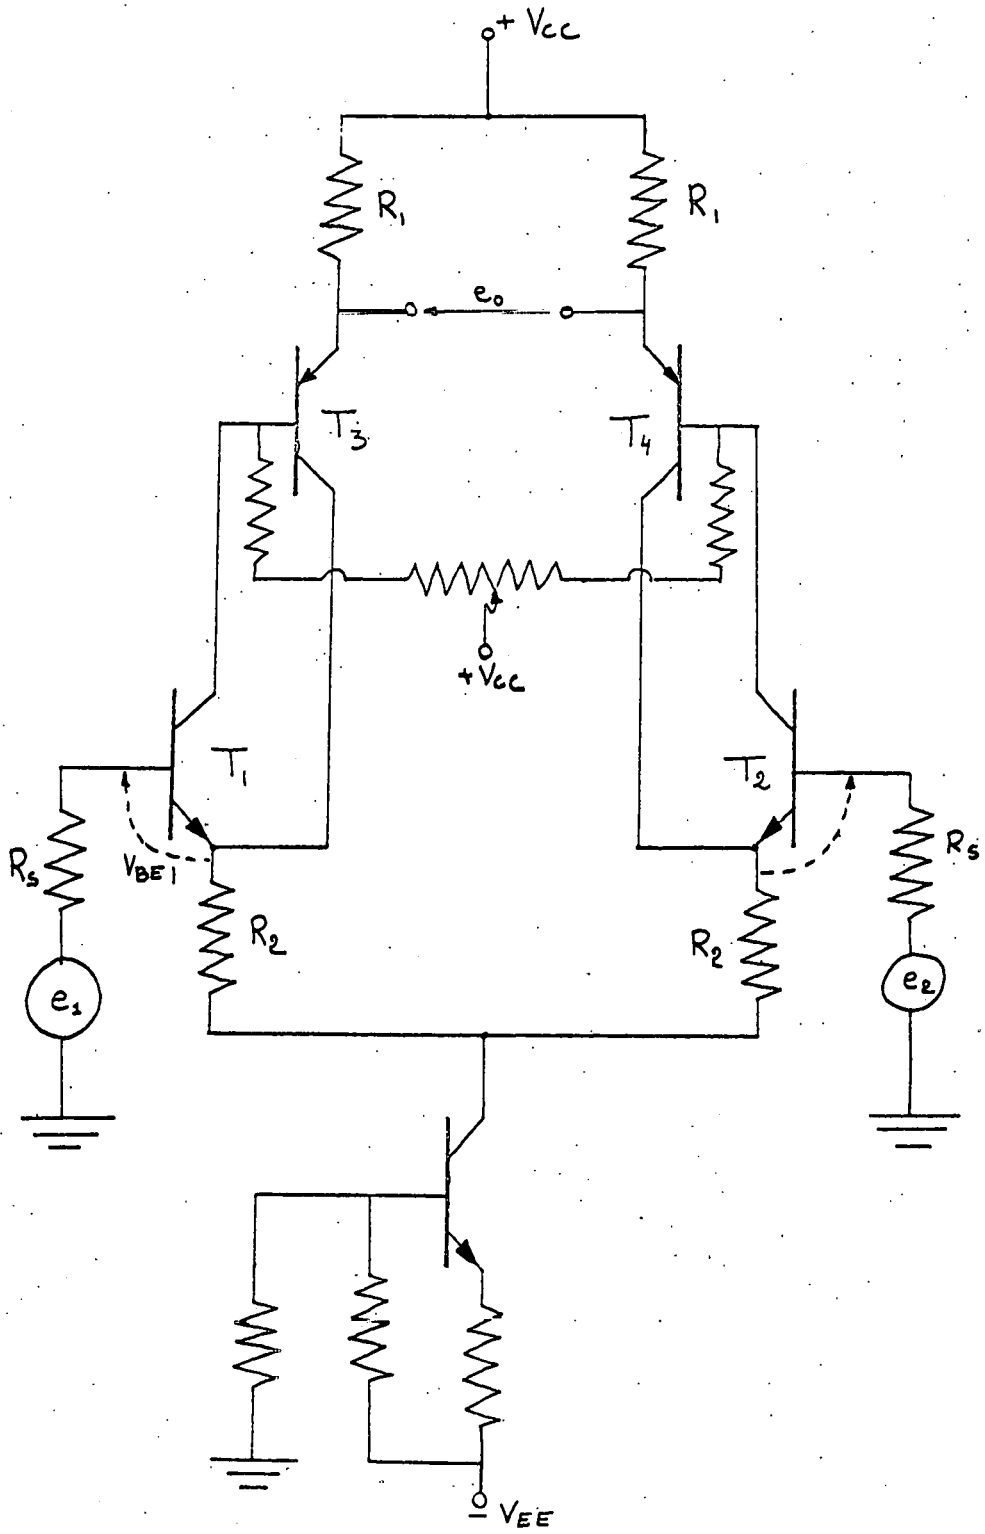 + Vcc
R₁
R₁
e₀
T₃
T₄
+Vcc
T₁
T₂
VBE1
Rs
Rs
R₂
R₂
e₁
e₂
- VEE